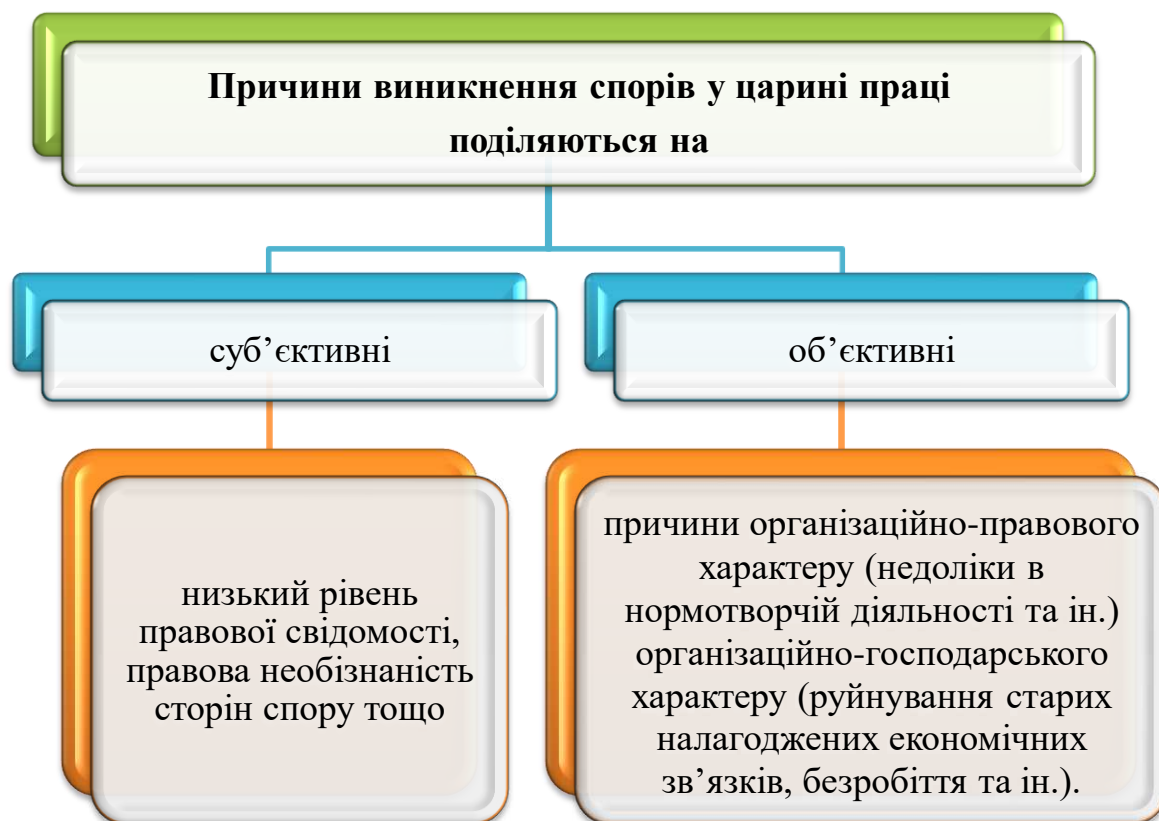 Причини виникнення спорів у царині праці
поділяються на
суб’єктивні
об’єктивні
низький рівень
правової свідомості,
правова необізнаність
сторін спору тощо
причини організаційно-правового
характеру (недоліки в
нормотворчій діяльності та ін.)
організаційно-господарського
характеру (руйнування старих
налагоджених економічних
зв’язків, безробіття та ін.).